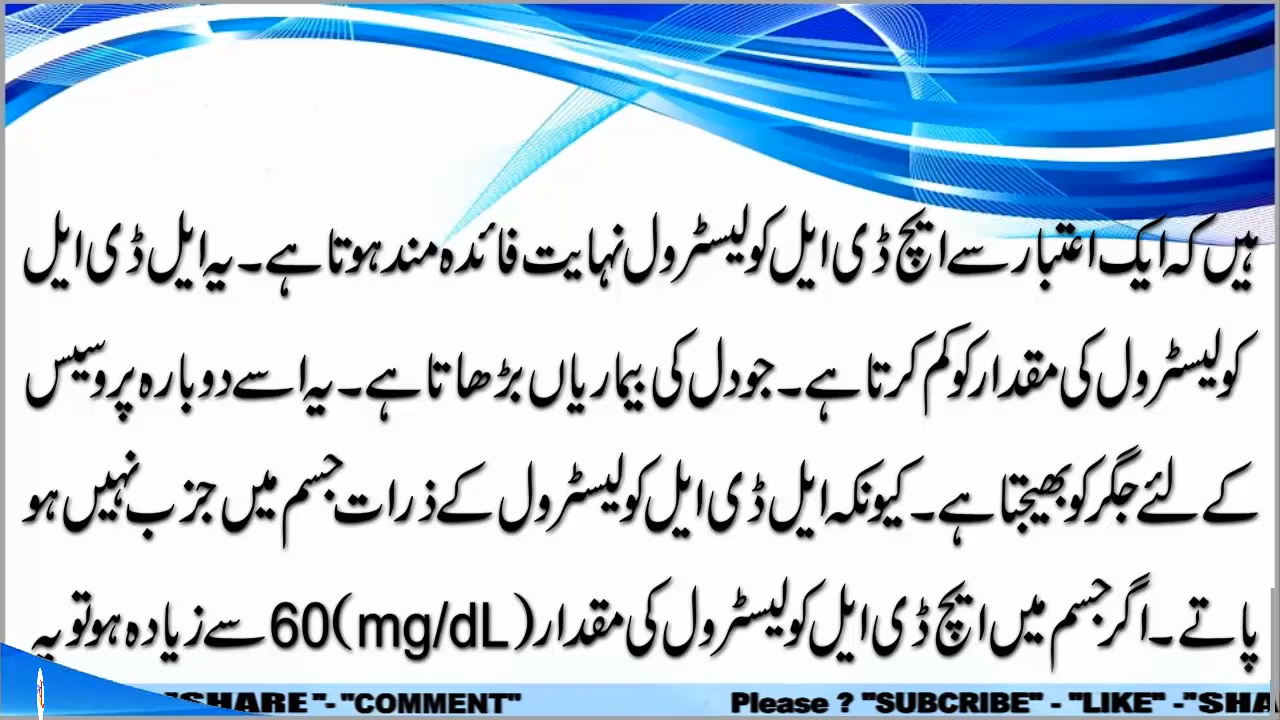 ہیں کہ ایک اعتبار سے ایچ ڈی ایل کولیسٹرول نہایت فائدہ مند ہوتا ہے۔ یہ ایل ڈی ایل
کولیسٹرول کی مقدار کو کم کرتا ہے۔ جو دل کی بیماریاں بڑھاتا ہے۔ یہ اسے دوبارہ پروسیس
کے لئے جگر کو بھیجتا ہے۔ کیونکہ ایل ڈی ایل کولیسٹرول کے ذرات جسم میں جزب نہیں ہو
پاتے۔ اگر جسم میں ایچ ڈی ایل کولیسٹرول کی مقدار (mg/dL)60 سے زیادہ ہو تو یہ
"SHARE "- "COMMENT" Please ? "SUBCRIBE" - "LIKE" -"SHA